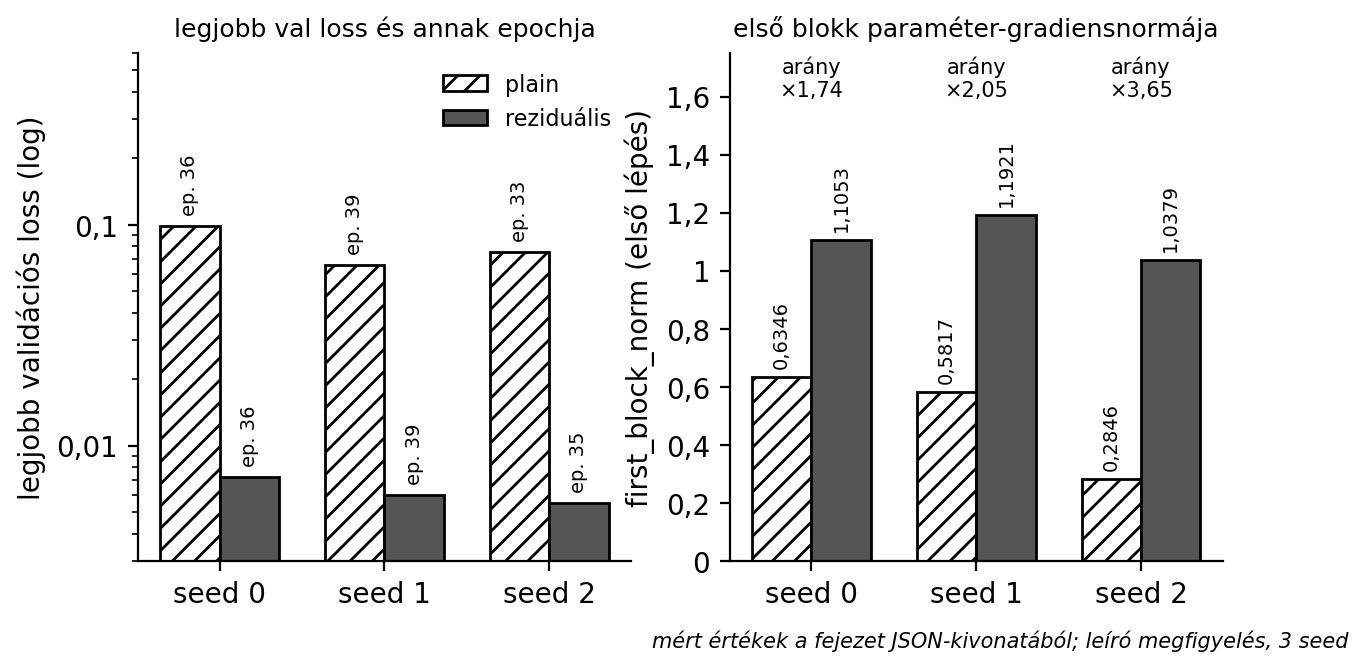 legjobb val loss és annak epochja
legjobb validációs loss (log)
0,1
0,01
plain
reziduális
ep. 36
ep. 36
ep. 39
ep. 39
ep. 33
ep. 35
seed 0
seed 1
seed 2
első blokk paraméter-gradiensnormája
first_block_norm (első lépés)
1,6
1,4
1,2
1
0,8
0,6
0,4
0,2
0
arány
×1,74
arány
×2,05
arány
×3,65
0,6346
1,1053
0,5817
1,1921
0,2846
1,0379
seed 0
seed 1
seed 2
mért értékek a fejezet JSON-kivonatából; leíró megfigyelés, 3 seed